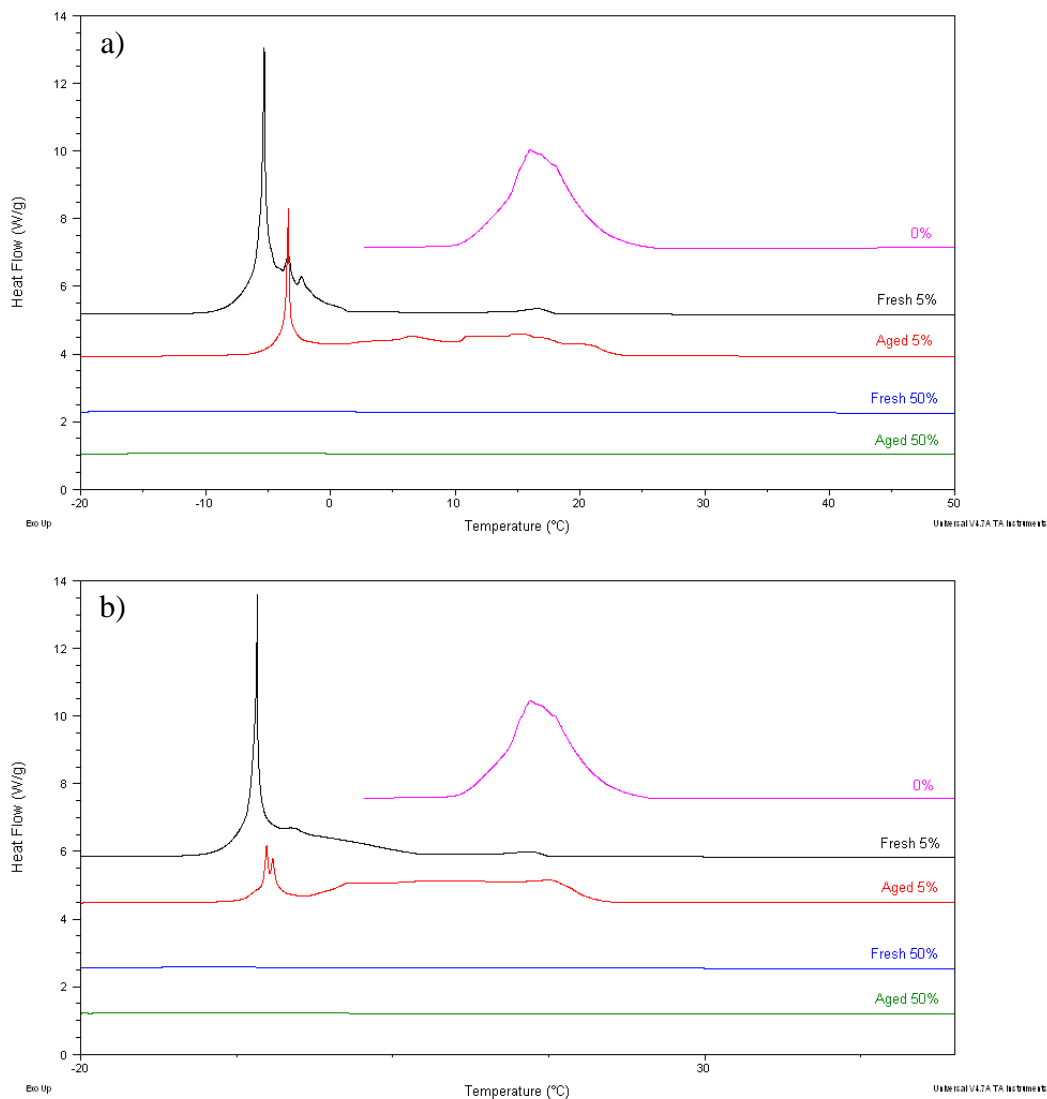 a)
14
12
10
8
6
4
2
0
Heat Flow (W/g)
0%
Fresh 5%
Aged 5%
Fresh 50%
Aged 50%
-20 -10 0 10 20 30 40 50
Exo Up Temperature (°C) Universal V4.7A TA Instruments
b)
14
12
10
8
6
4
2
0
Heat Flow (W/g)
0%
Fresh 5%
Aged 5%
Fresh 50%
Aged 50%
-20 30
Exo Up Temperature (°C) Universal V4.7A TA Instruments